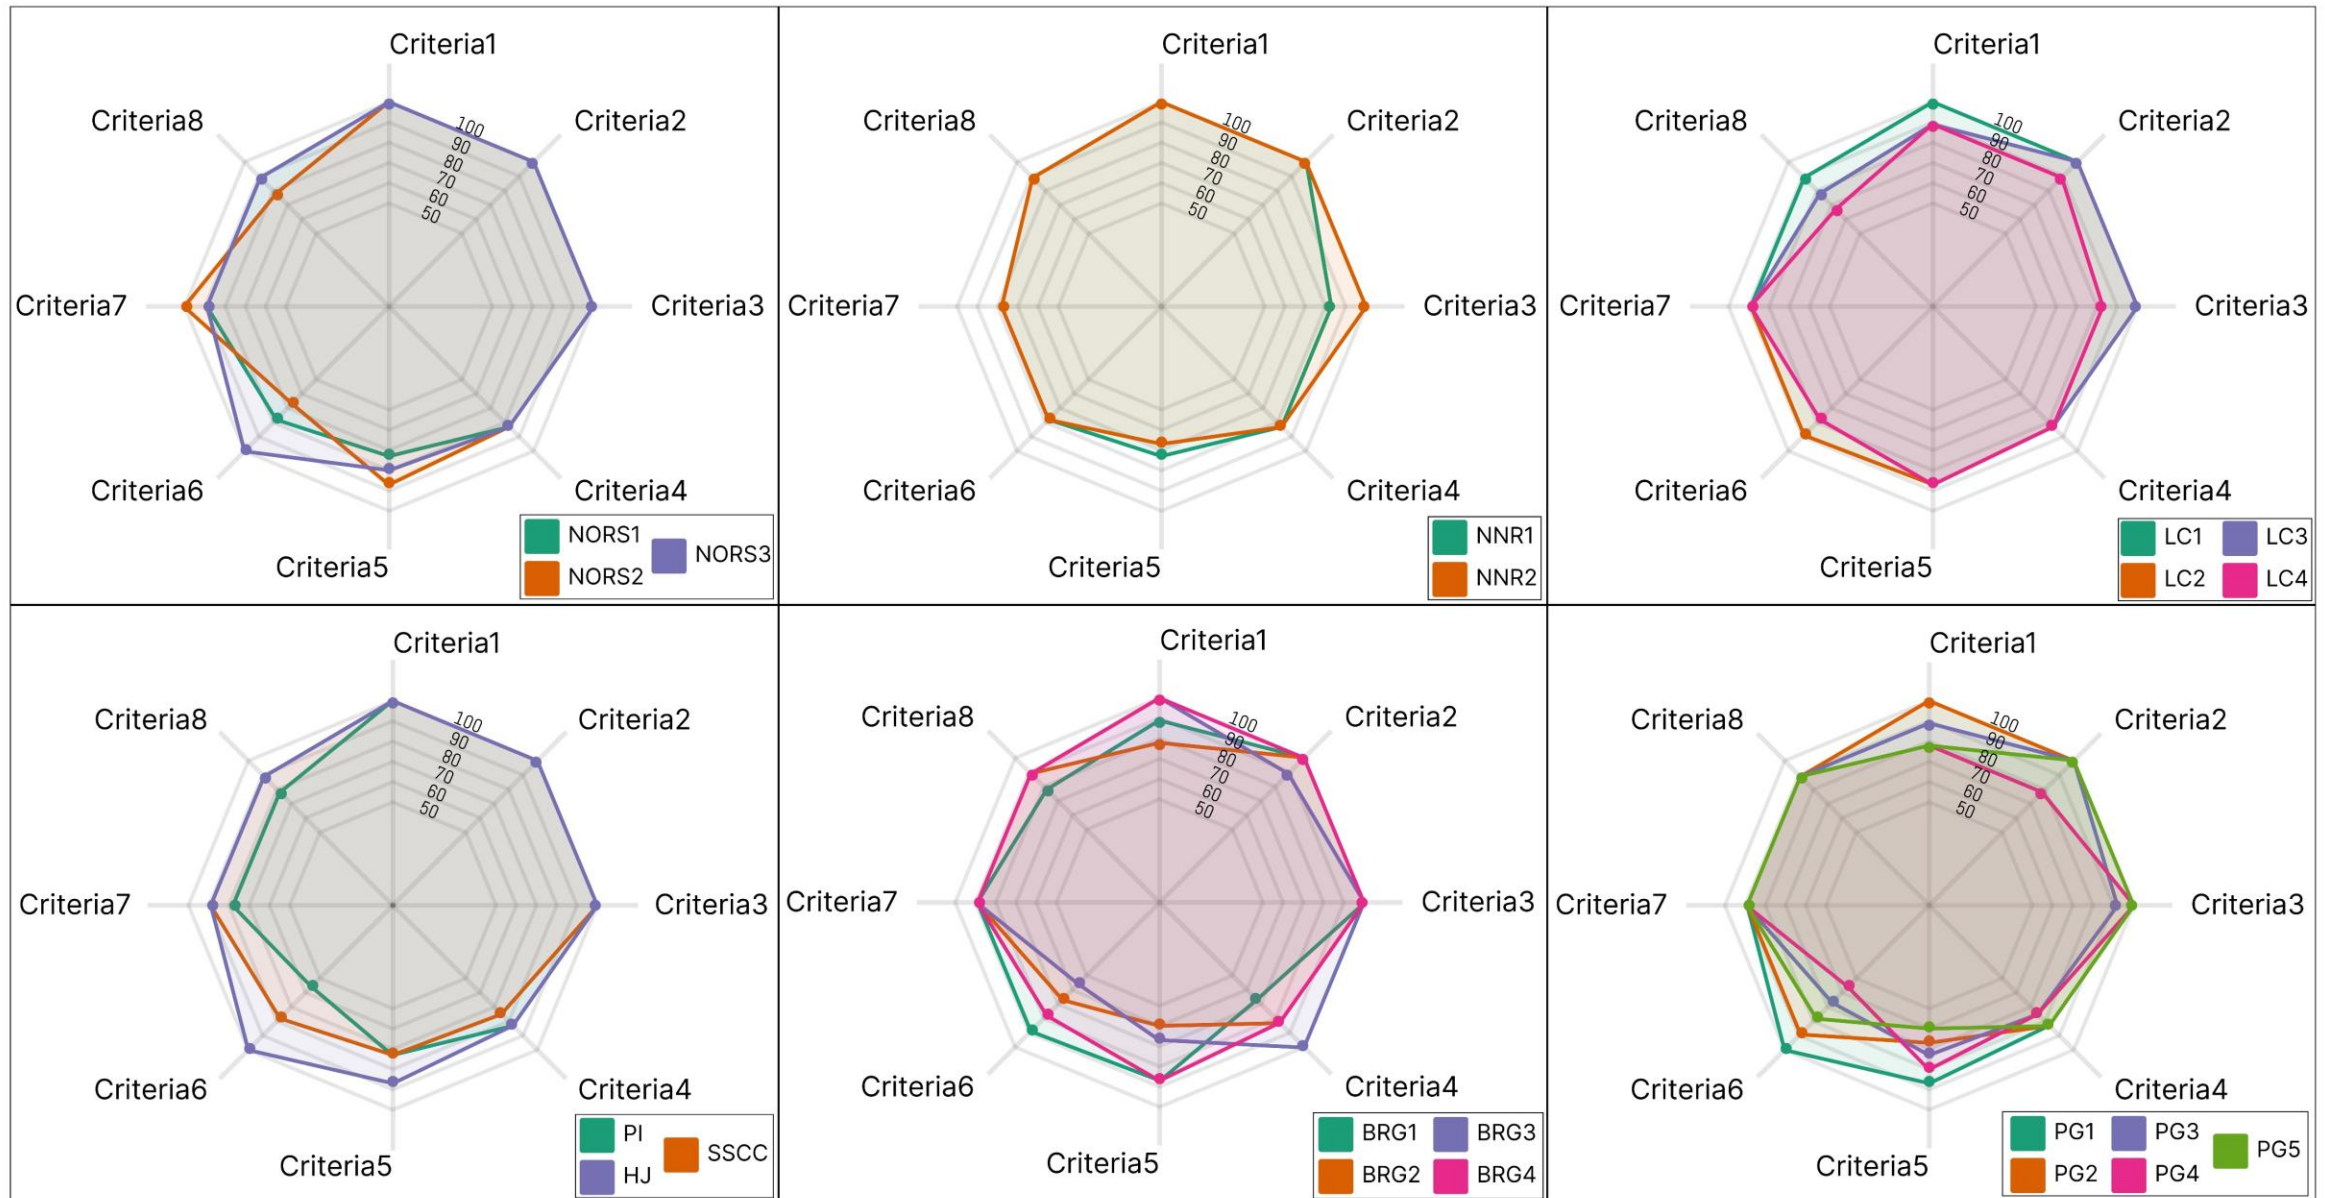 Criteria1
Criteria8
Criteria2
100
90
80
70
60
50
Criteria7
Criteria3
Criteria6
Criteria4
Criteria5
NORS1
NORS2
NORS3
Criteria1
Criteria8
Criteria2
100
90
80
70
60
50
Criteria7
Criteria3
Criteria6
Criteria4
Criteria5
NNR1
NNR2
Criteria1
Criteria8
Criteria2
100
90
80
70
60
50
Criteria7
Criteria3
Criteria6
Criteria4
Criteria5
LC1
LC3
LC2
LC4
Criteria1
Criteria8
Criteria2
100
90
80
70
60
50
Criteria7
Criteria3
Criteria6
Criteria4
Criteria5
PI
HJ
SSCC
Criteria1
Criteria8
Criteria2
100
90
80
70
60
50
Criteria7
Criteria3
Criteria6
Criteria4
Criteria5
BRG1
BRG3
BRG2
BRG4
Criteria1
Criteria8
Criteria2
100
90
80
70
60
50
Criteria7
Criteria3
Criteria6
Criteria4
Criteria5
PG1
PG3
PG2
PG4
PG5